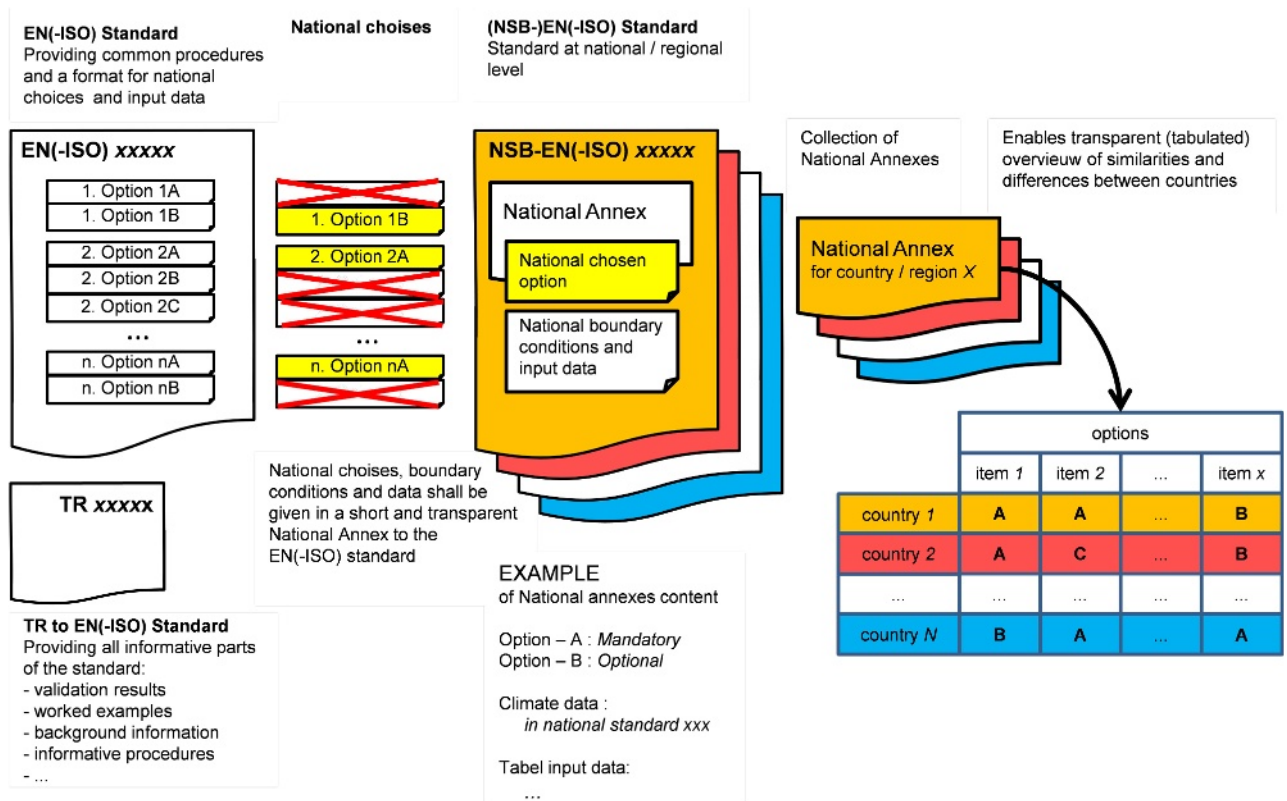 EN(-ISO) Standard
Providing common procedures
and a format for national
choices and input data
National choises
(NSB-)EN(-ISO) Standard
Standard at national / regional
level
EN(-ISO) xxxxx
1. Option 1A
1. Option 1B
2. Option 2A
2. Option 2B
2. Option 2C
...
n. Option nA
n. Option nB
1. Option 1B
2. Option 2A
...
n. Option nA
NSB-EN(-ISO) xxxxx
National Annex
National chosen
option
National boundary
conditions and
input data
Collection of
National Annexes
Enables transparent (tabulated)
overvieuw of similarities and
differences between countries
National Annex
for country / region X
options
item 1 item 2 ... item x
country 1 A A ... B
country 2 A C ... B
... ... ... ... ...
country N B A ... A
TR xxxxx
National choises, boundary
conditions and data shall be
given in a short and transparent
National Annex to the
EN(-ISO) standard
TR to EN(-ISO) Standard
Providing all informative parts
of the standard:
- validation results
- worked examples
- background information
- informative procedures
- ...
EXAMPLE
of National annexes content
Option – A : Mandatory
Option – B : Optional
Climate data :
in national standard xxx
Tabel input data:
...